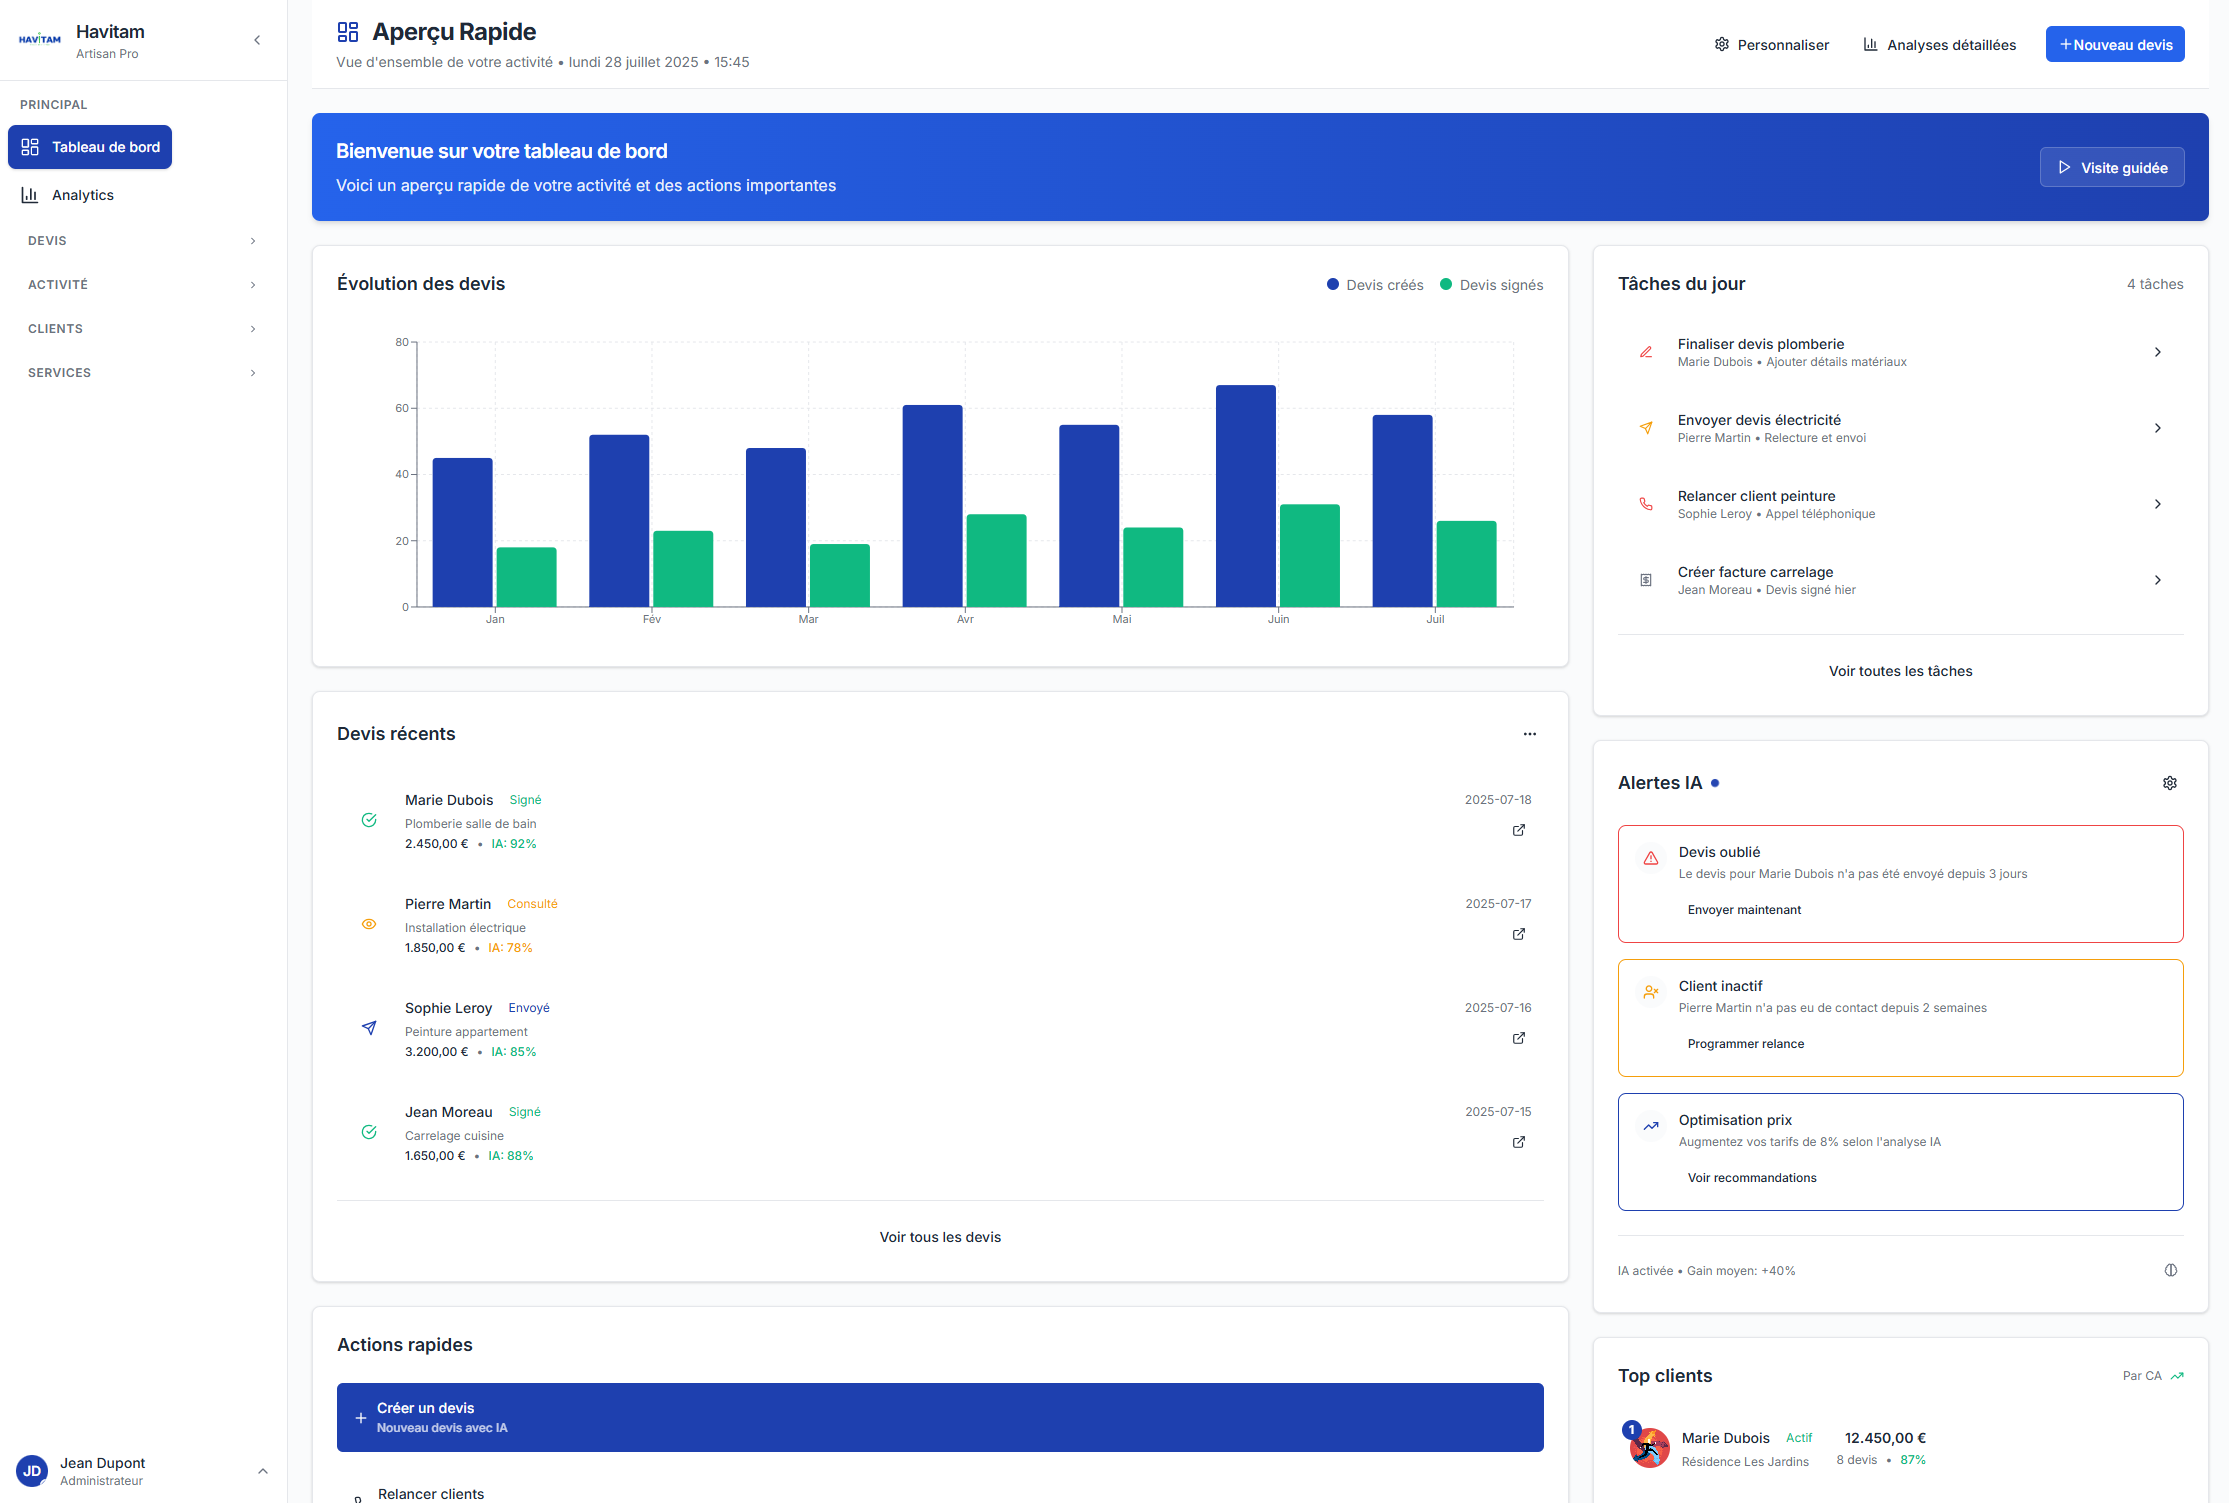 HAVITAM
Havitam
Artisan Pro
PRINCIPAL
Tableau de bord
Analytics
DEVIS
ACTIVITÉ
CLIENTS
SERVICES
JD
Jean Dupont
Administrateur
Aperçu Rapide
Vue d'ensemble de votre activité • lundi 28 juillet 2025 • 15:45
Personnaliser
Analyses détaillées
+ Nouveau devis
Bienvenue sur votre tableau de bord
Voici un aperçu rapide de votre activité et des actions importantes
Visite guidée
Évolution des devis
Devis créés
Devis signés
80
60
40
20
0
Jan
Fév
Mar
Avr
Mai
Juin
Juil
Devis récents
Marie Dubois Signé
2025-07-18
Plomberie salle de bain
2.450,00 € • IA: 92%
Pierre Martin Consulté
2025-07-17
Installation électrique
1.850,00 € • IA: 78%
Sophie Leroy Envoyé
2025-07-16
Peinture appartement
3.200,00 € • IA: 85%
Jean Moreau Signé
2025-07-15
Carrelage cuisine
1.650,00 € • IA: 88%
Voir tous les devis
Actions rapides
Créer un devis
Nouveau devis avec IA
Relancer clients
Tâches du jour
4 tâches
Finaliser devis plomberie
Marie Dubois • Ajouter détails matériaux
Envoyer devis électricité
Pierre Martin • Relecture et envoi
Relancer client peinture
Sophie Leroy • Appel téléphonique
Créer facture carrelage
Jean Moreau • Devis signé hier
Voir toutes les tâches
Alertes IA
Devis oublié
Le devis pour Marie Dubois n'a pas été envoyé depuis 3 jours
Envoyer maintenant
Client inactif
Pierre Martin n'a pas eu de contact depuis 2 semaines
Programmer relance
Optimisation prix
Augmentez vos tarifs de 8% selon l'analyse IA
Voir recommandations
IA activée • Gain moyen: +40%
Top clients
Par CA
1
Marie Dubois Actif
12.450,00 €
Résidence Les Jardins
8 devis • 87%